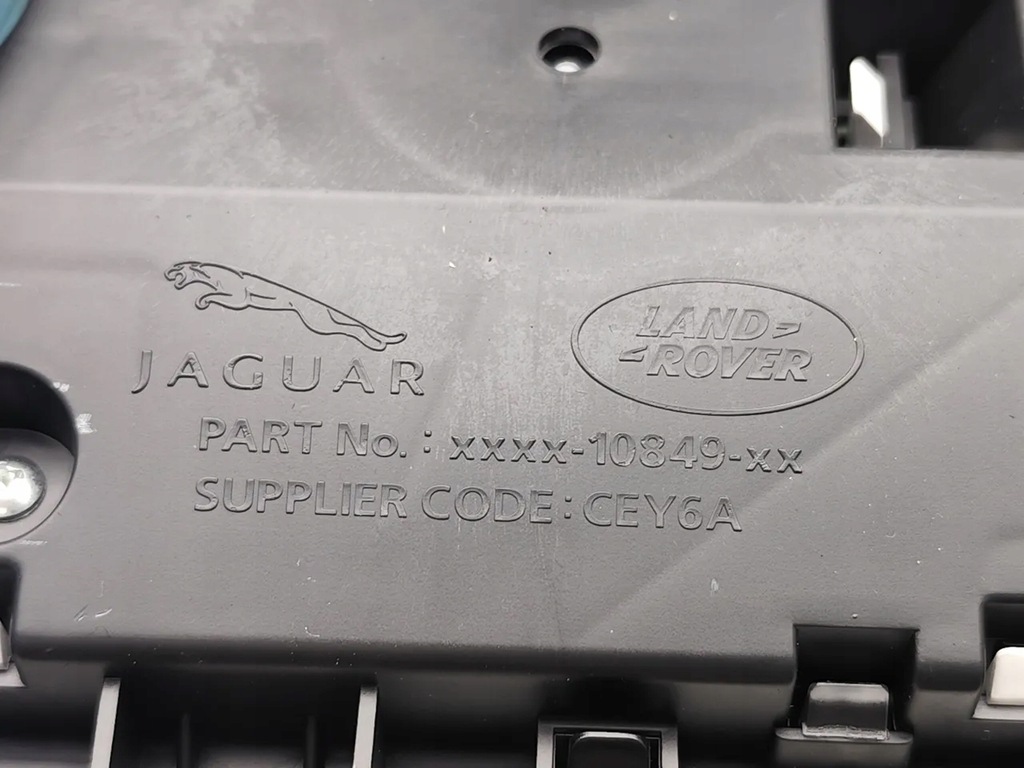 JAGUAR
LAND
ROVER
PART No.: xxxx-10849-xx
SUPPLIER CODE: CEY6A